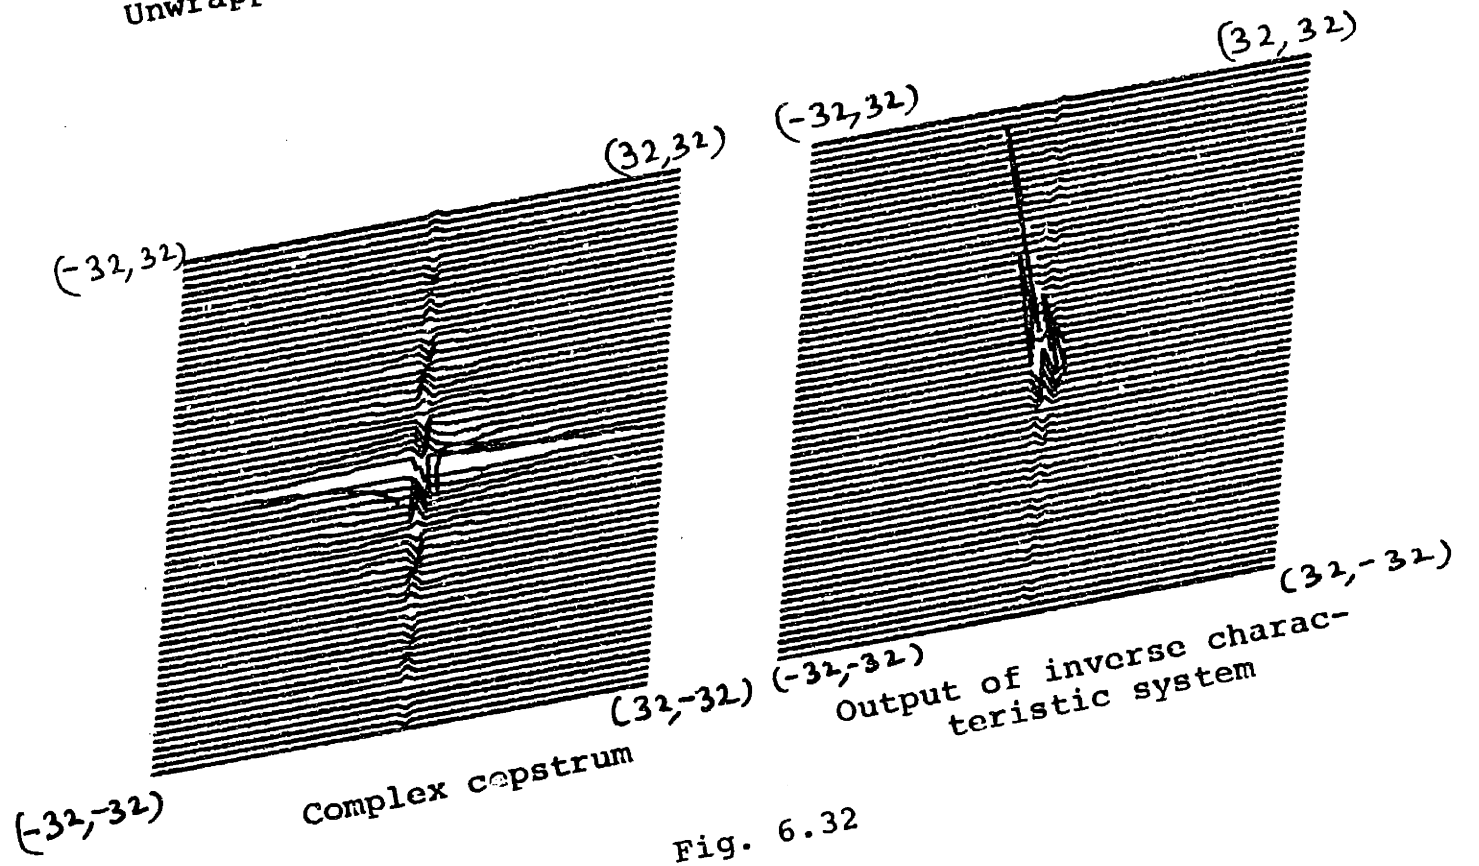 (32,32)
(-32,32)
(32,32)
(-32,32)
(32,-32)
(-32,-32)
Output of inverse charac-
teristic system
(32,-32)
Complex cepstrum
(-32,-32)
Fig. 6.32